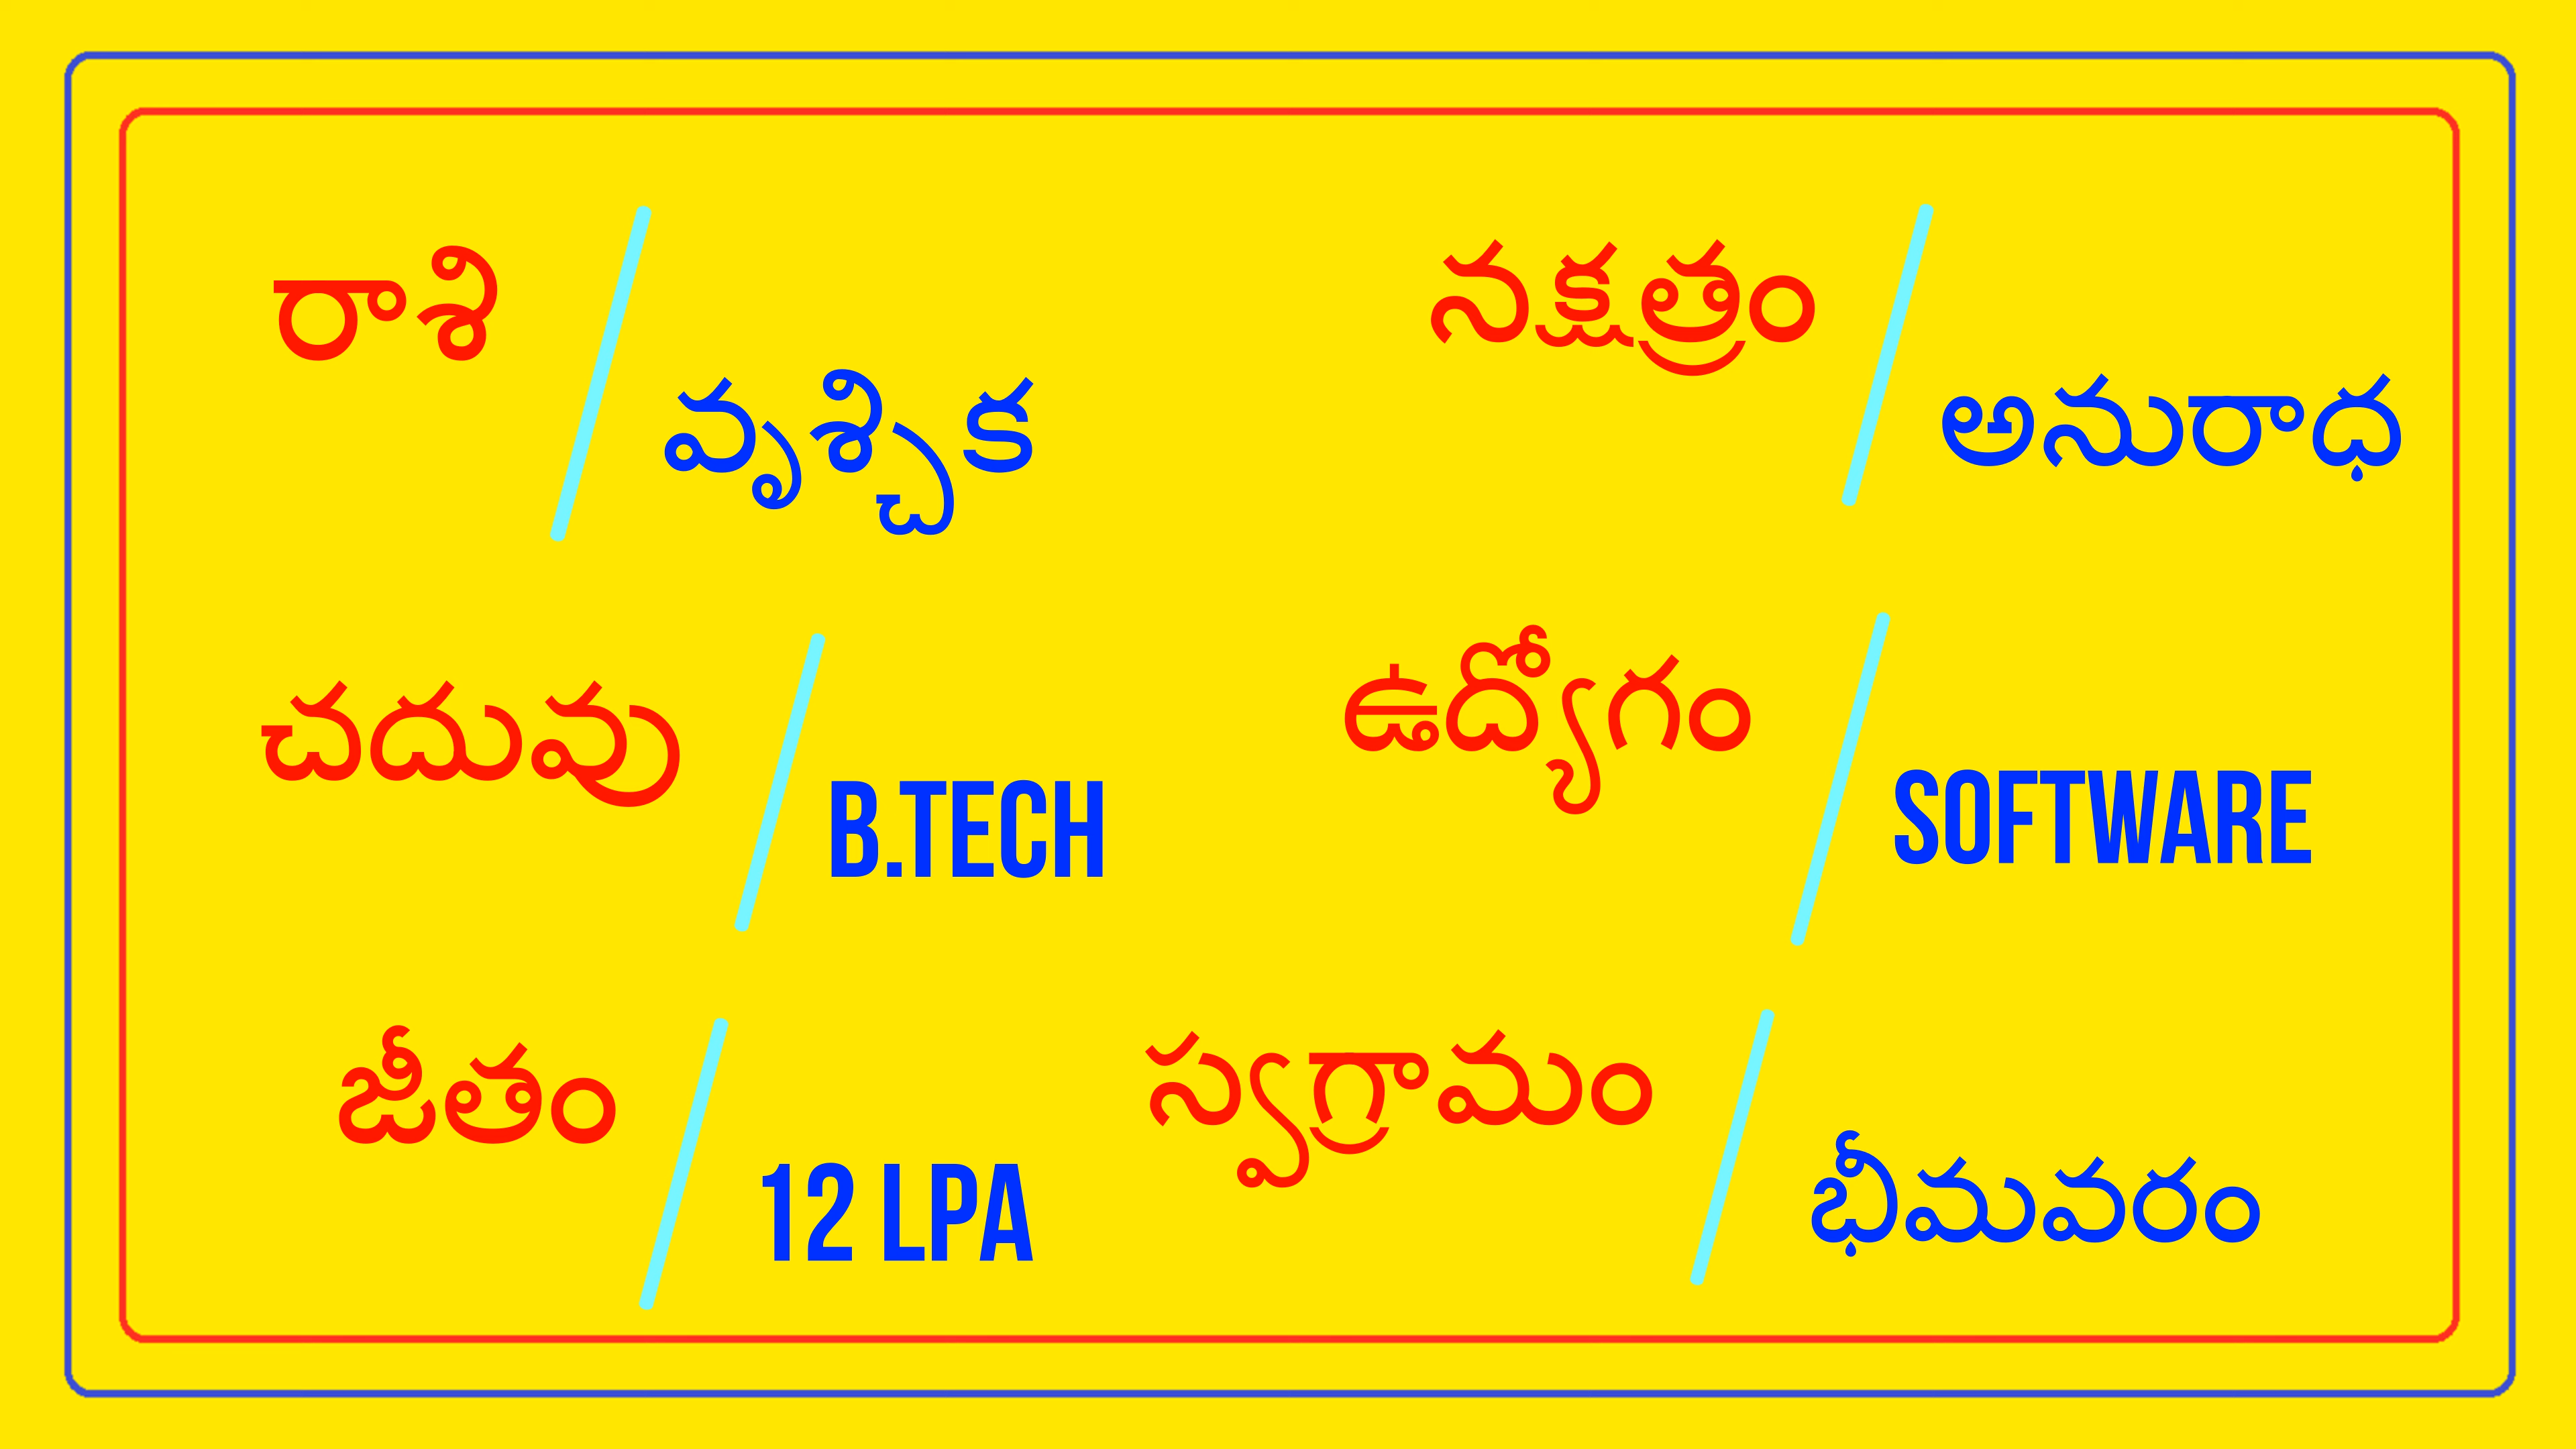 రాశి / వృశ్చిక
నక్షత్రం / అనురాధ
చదువు / B.TECH
ఉద్యోగం / SOFTWARE
జీతం / 12 LPA
స్వగ్రామం / భీమవరం